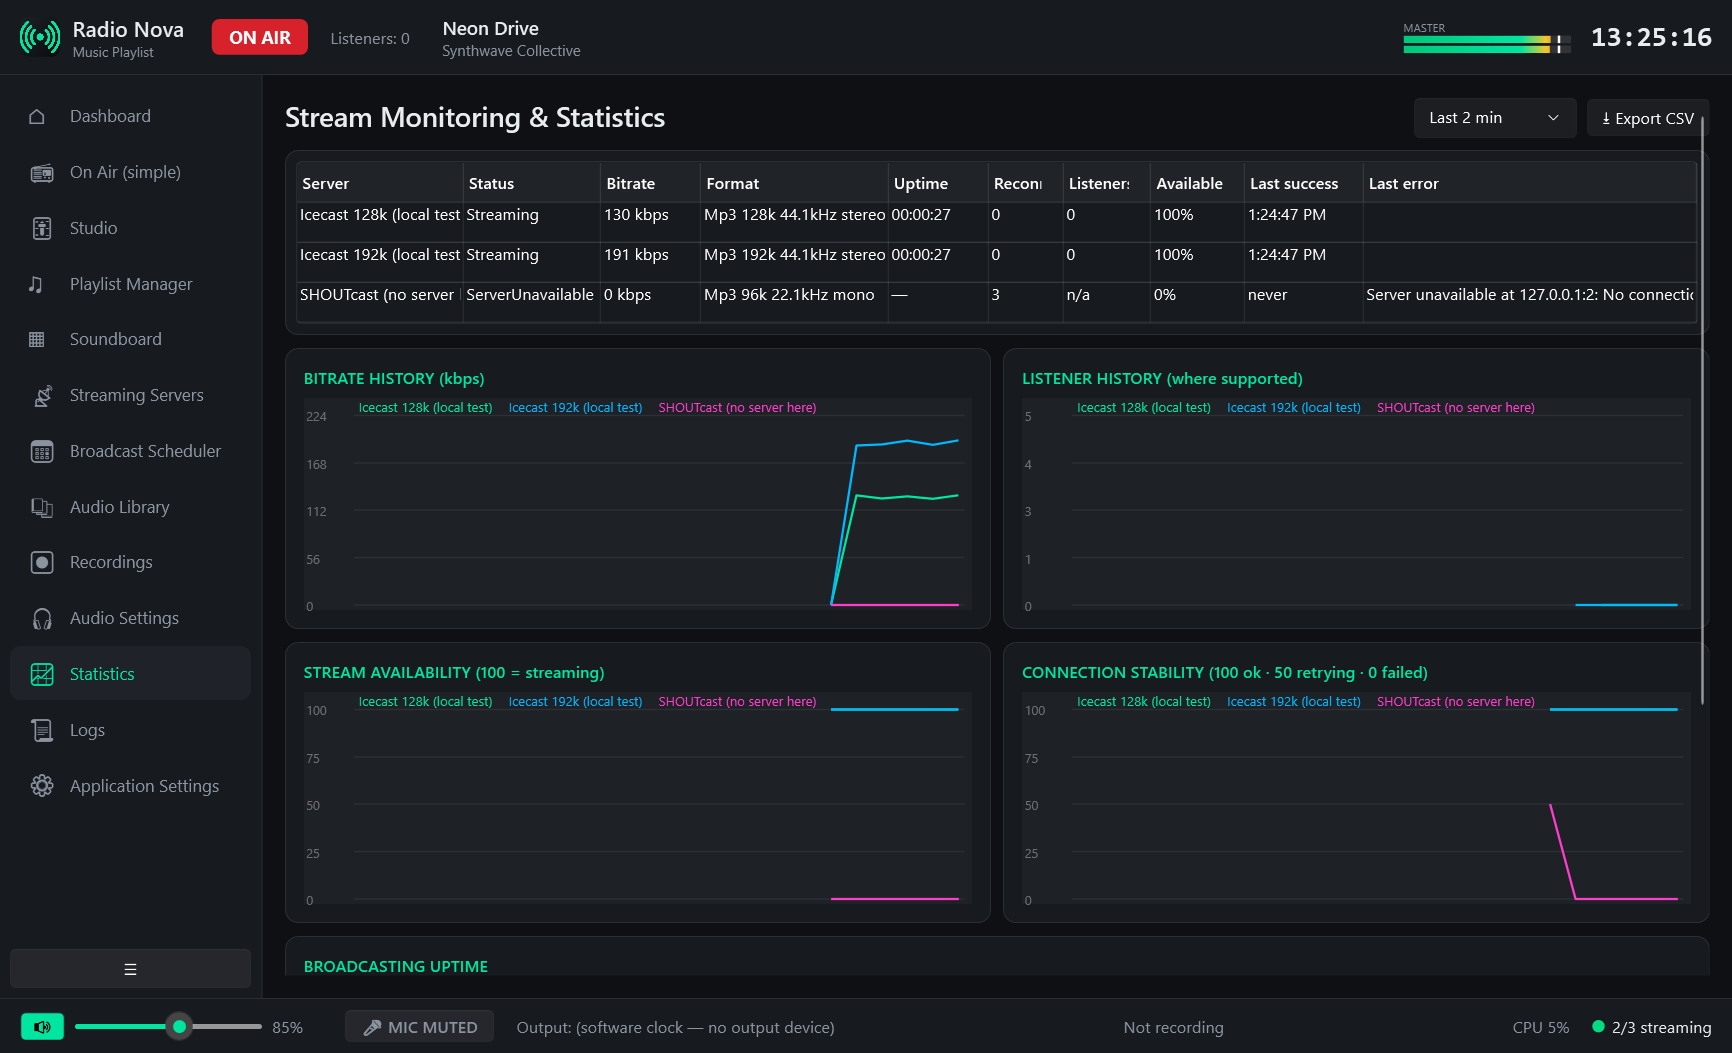 Radio Nova
Music Playlist
ON AIR
Listeners: 0
Neon Drive
Synthwave Collective
MASTER
13:25:16
Dashboard
On Air (simple)
Studio
Playlist Manager
Soundboard
Streaming Servers
Broadcast Scheduler
Audio Library
Recordings
Audio Settings
Statistics
Logs
Application Settings
Stream Monitoring & Statistics
Last 2 min
Export CSV
Server Status Bitrate Format Uptime Recon Listener Available Last success Last error
Icecast 128k (local test Streaming 130 kbps Mp3 128k 44.1kHz stereo 00:00:27 0 0 100% 1:24:47 PM
Icecast 192k (local test Streaming 191 kbps Mp3 192k 44.1kHz stereo 00:00:27 0 0 100% 1:24:47 PM
SHOUTcast (no server ServerUnavailable 0 kbps Mp3 96k 22.1kHz mono — 3 n/a 0% never Server unavailable at 127.0.0.1:2: No connectic
BITRATE HISTORY (kbps)
Icecast 128k (local test) Icecast 192k (local test) SHOUTcast (no server here)
224
168
112
56
0
LISTENER HISTORY (where supported)
Icecast 128k (local test) Icecast 192k (local test) SHOUTcast (no server here)
5
4
3
1
0
STREAM AVAILABILITY (100 = streaming)
Icecast 128k (local test) Icecast 192k (local test) SHOUTcast (no server here)
100
75
50
25
0
CONNECTION STABILITY (100 ok · 50 retrying · 0 failed)
Icecast 128k (local test) Icecast 192k (local test) SHOUTcast (no server here)
100
75
50
25
0
BROADCASTING UPTIME
85%
MIC MUTED
Output: (software clock — no output device)
Not recording
CPU 5%
2/3 streaming